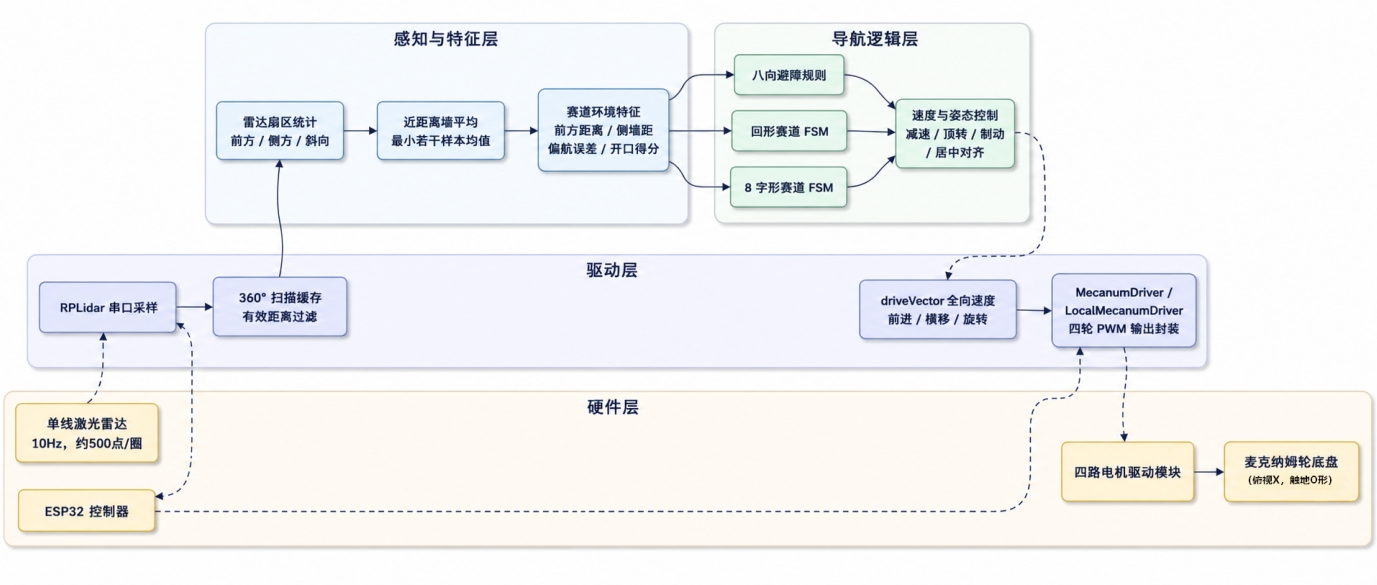 感知与特征层
雷达扇区统计
前方 / 侧方 / 斜向
近距离墙平均
最小若干样本均值
赛道环境特征
前方距离 / 侧墙距
偏航误差 / 开口得分
导航逻辑层
八向避障规则
回形赛道 FSM
8 字形赛道 FSM
速度与姿态控制
减速 / 顶转 / 制动
/ 居中对齐
驱动层
RPLidar 串口采样
360° 扫描缓存
有效距离过滤
driveVector 全向速度
前进 / 横移 / 旋转
MecanumDriver /
LocalMecanumDriver
四轮 PWM 输出封装
硬件层
单线激光雷达
10Hz，约500点/圈
ESP32 控制器
四路电机驱动模块
麦克纳姆轮底盘
(俯视X，触地O形)